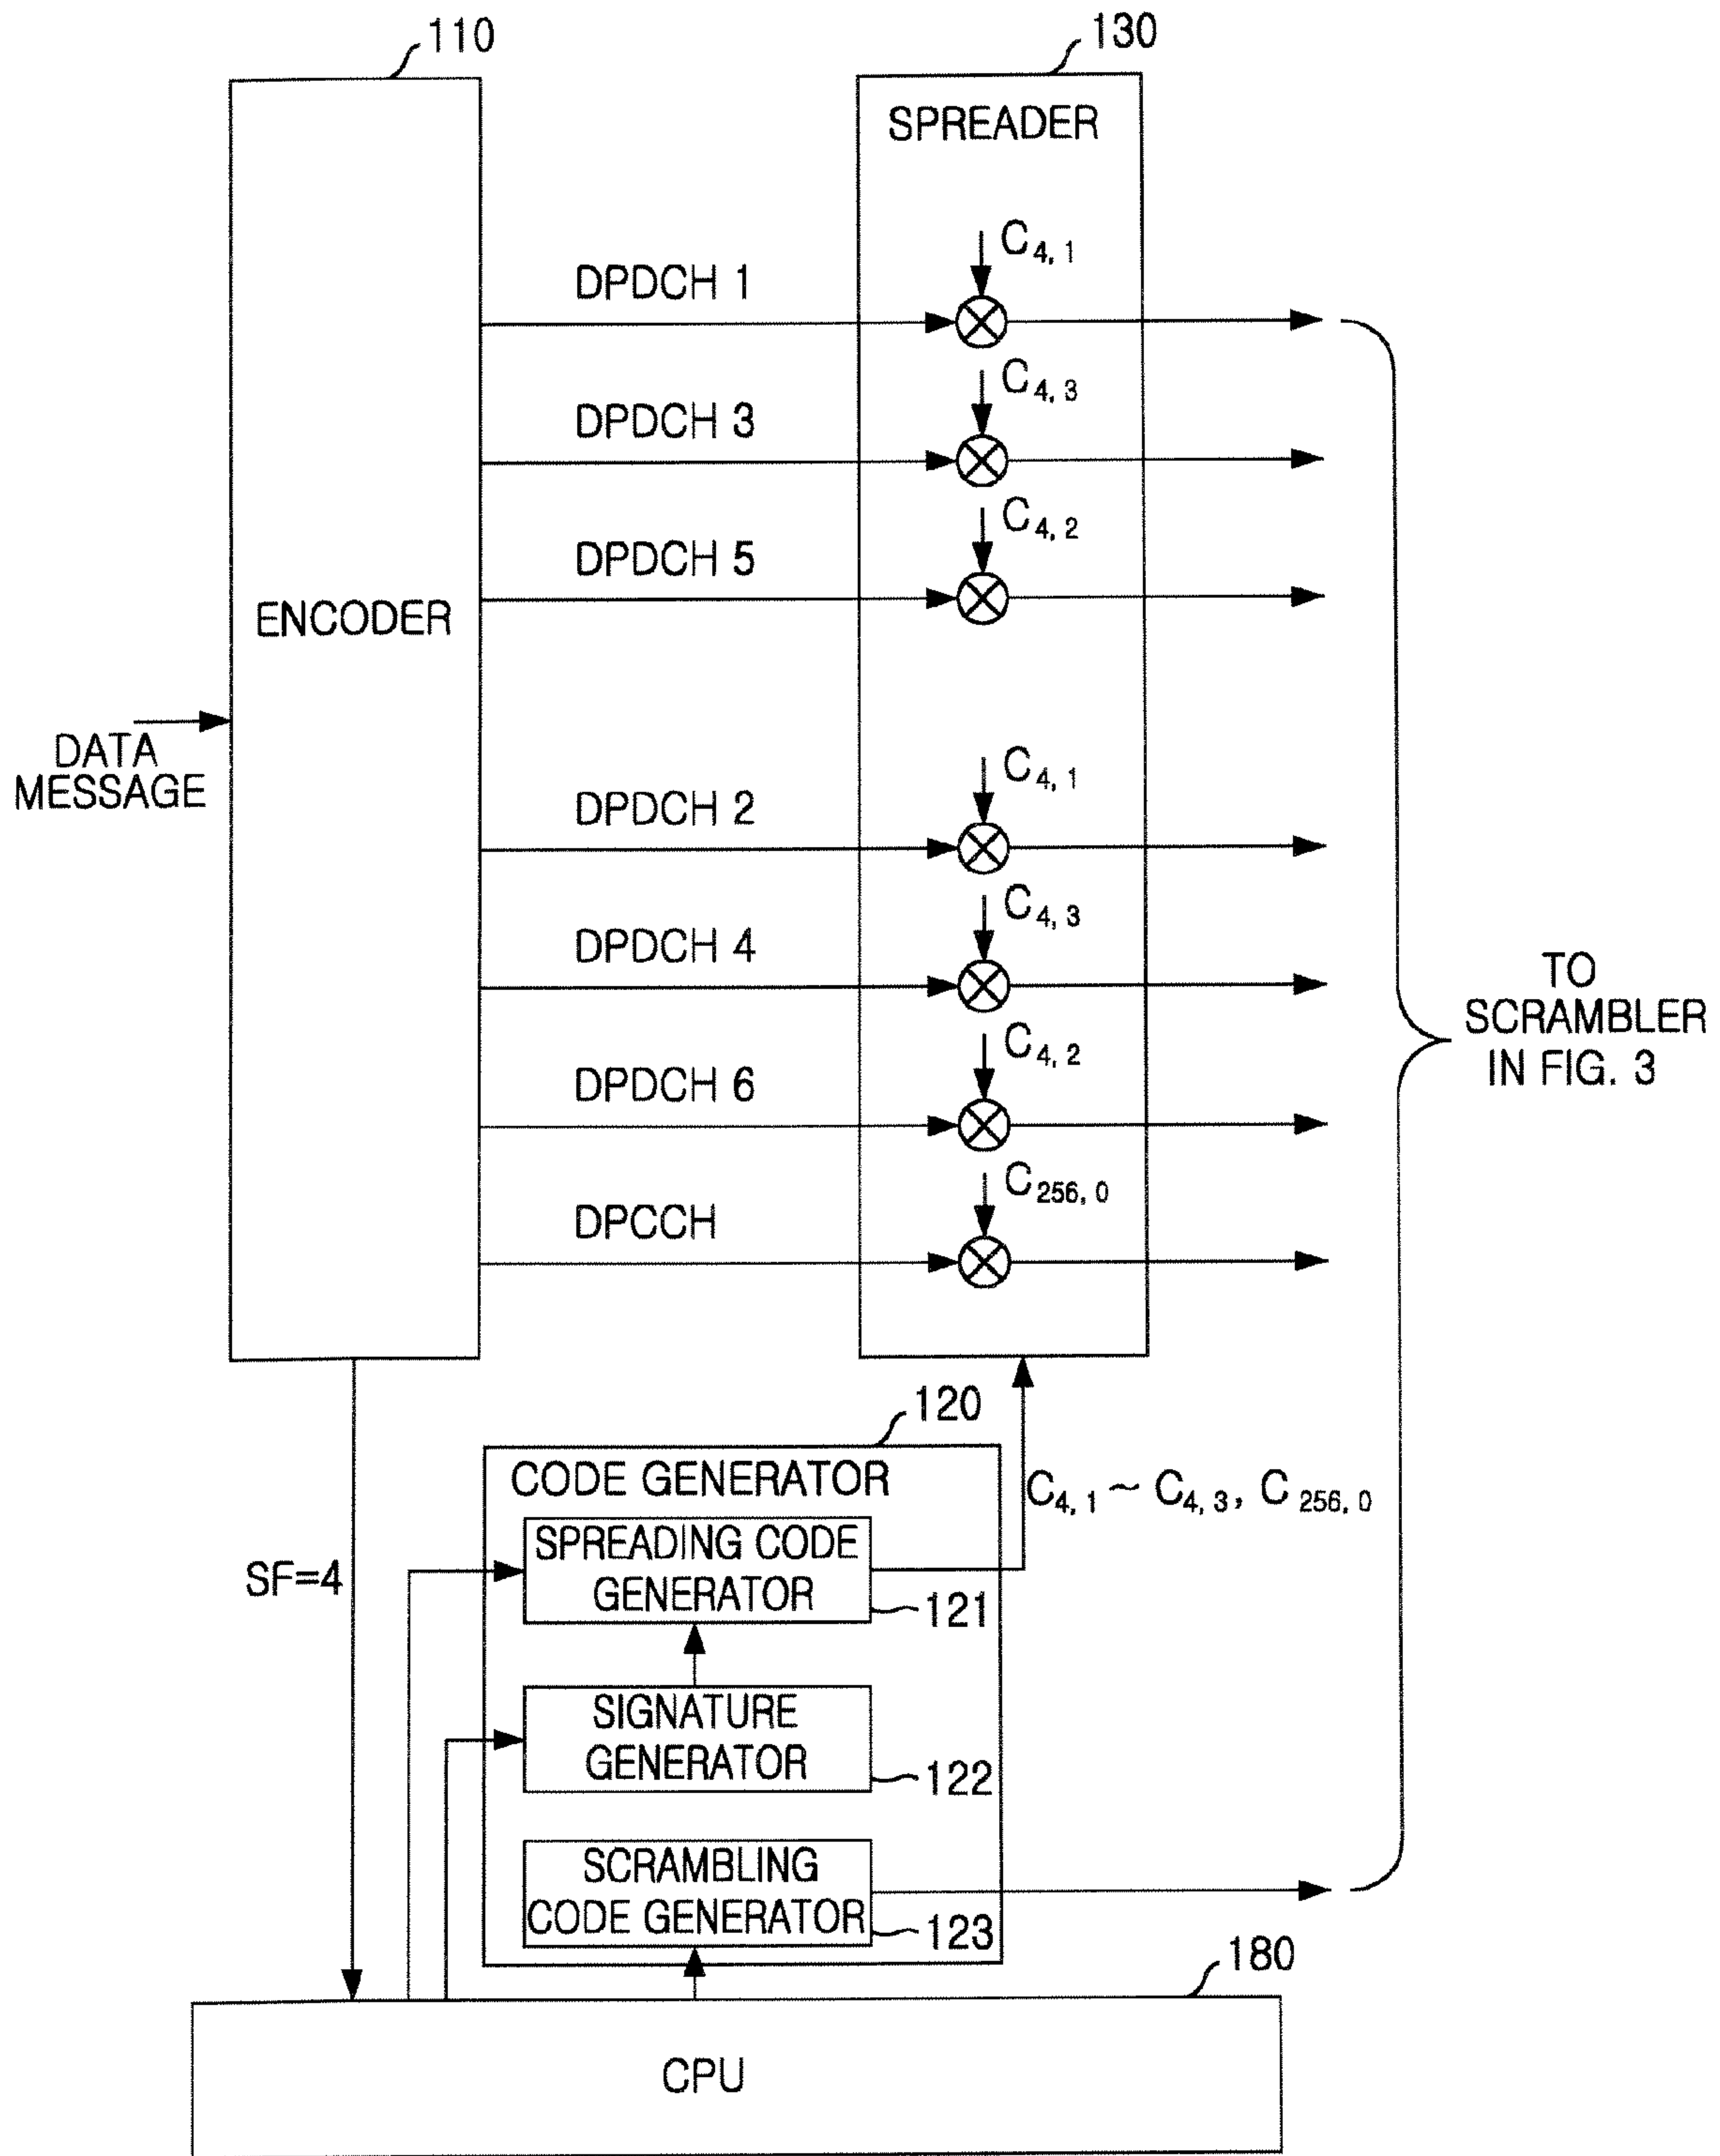 110
130
SPREADER
C4, 1
DPDCH 1
C4, 3
DPDCH 3
C4, 2
DPDCH 5
ENCODER
DATA
MESSAGE
C4, 1
DPDCH 2
C4, 3
DPDCH 4
TO
SCRAMBLER
IN FIG. 3
C4, 2
DPDCH 6
C256, 0
DPCCH
120
CODE GENERATOR
C4, 1 ~ C4, 3, C256, 0
SPREADING CODE
GENERATOR
121
SF=4
SIGNATURE
GENERATOR
122
SCRAMBLING
CODE GENERATOR
123
180
CPU